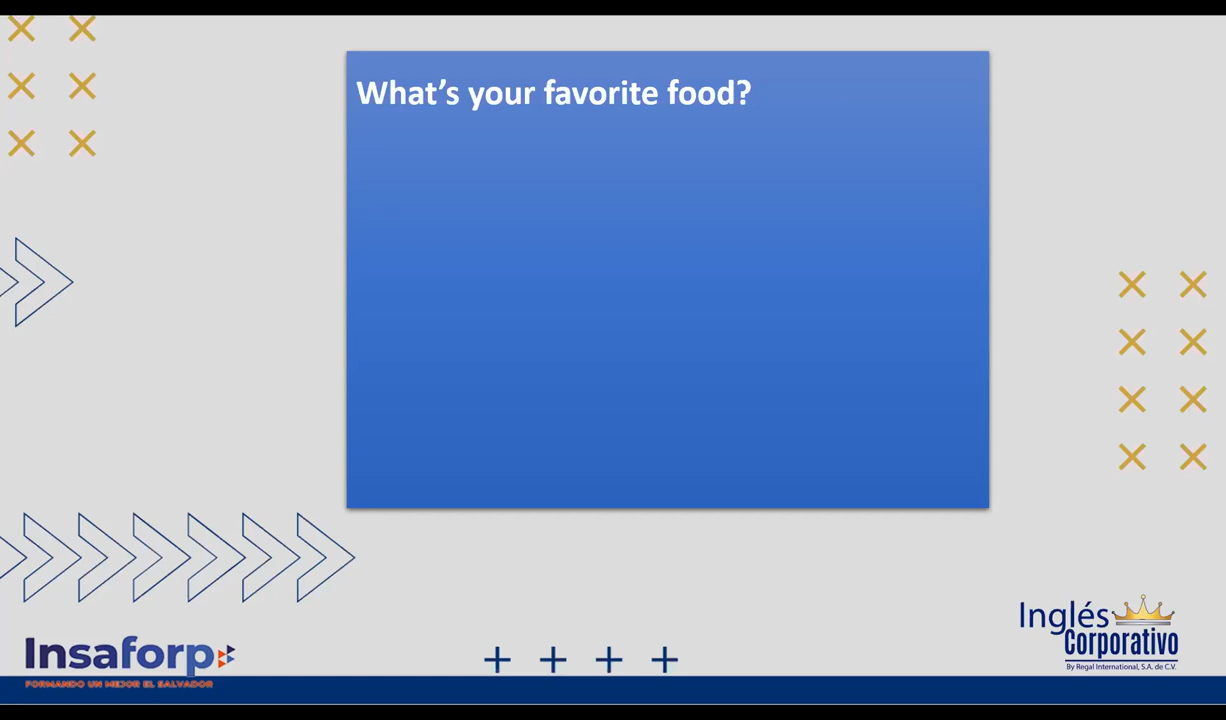 What's your favorite food?
Inglés
Corporativo
By Regal International, S.A. de C.V.
Insaforp
FORMANDO UN MEJOR EL SALVADOR